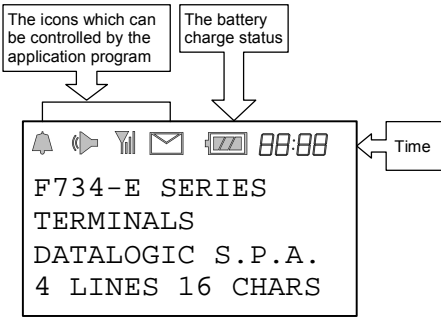 The icons which can
be controlled by the
application program
The battery
charge status
88:88
Time
F734-E SERIES
TERMINALS
DATALOGIC S.P.A.
4 LINES 16 CHARS